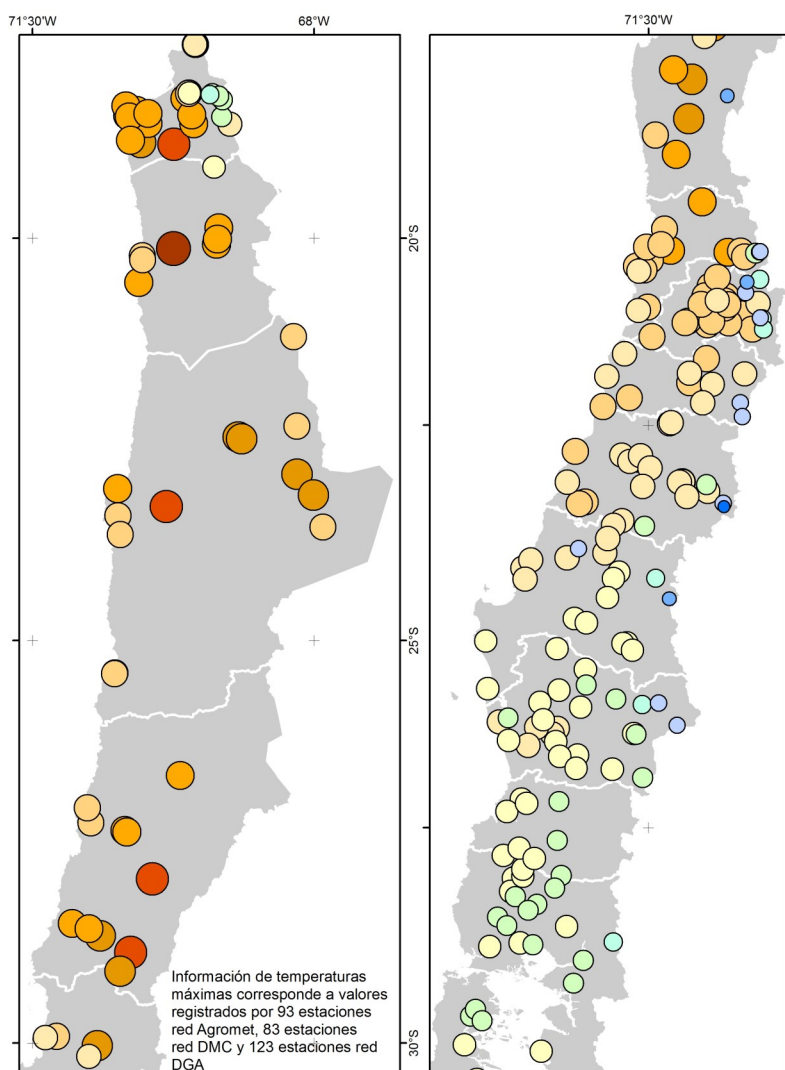 71°30'W
68°W
71°30'W
20°S
25°S
30°S
Información de temperaturas
máximas corresponde a valores
registrados por 93 estaciones
red Agromet, 83 estaciones
red DMC y 123 estaciones red
DGA